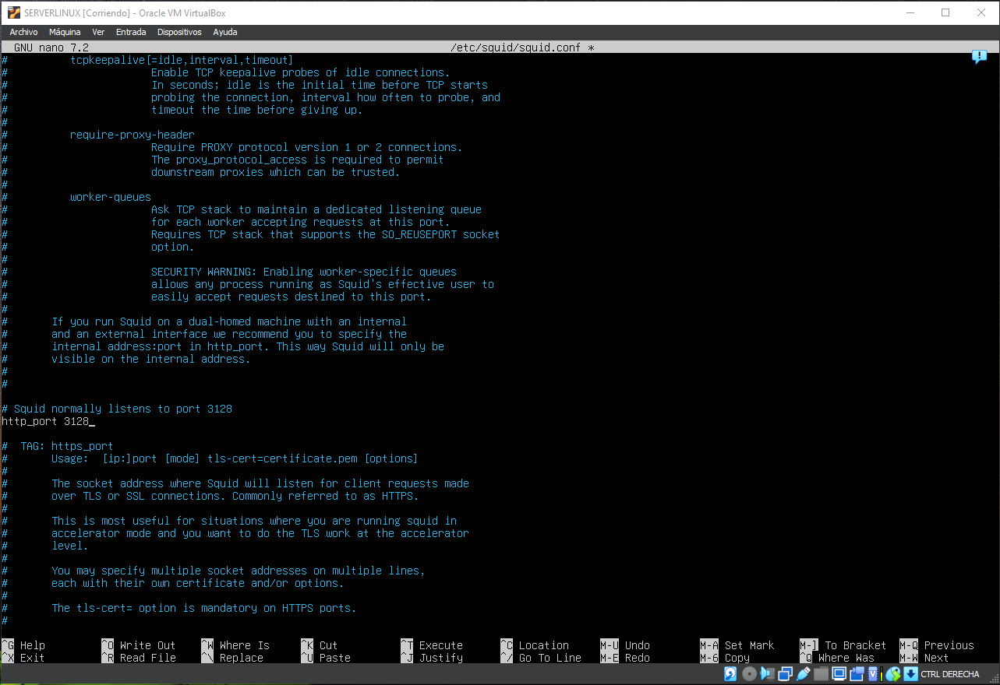 SERVERLINUX [Corriendo] - Oracle VM VirtualBox
Archivo Máquina Ver Entrada Dispositivos Ayuda
GNU nano 7.2 /etc/squid/squid.conf *
# tcpkeepalive[=idle,interval,timeout]
# Enable TCP keepalive probes of idle connections.
# In seconds; idle is the initial time before TCP starts
# probing the connection, interval how often to probe, and
# timeout the time before giving up.
#
# require-proxy-header
# Require PROXY protocol version 1 or 2 connections.
# The proxy_protocol_access is required to permit
# downstream proxies which can be trusted.
#
# worker-queues
# Ask TCP stack to maintain a dedicated listening queue
# for each worker accepting requests at this port.
# Requires TCP stack that supports the SO_REUSEPORT socket
# option.
#
# SECURITY WARNING: Enabling worker-specific queues
# allows any process running as Squid's effective user to
# easily accept requests destined to this port.
#
# If you run Squid on a dual-homed machine with an internal
# and an external interface we recommend you to specify the
# internal address:port in http_port. This way Squid will only be
# visible on the internal address.
#
#
# Squid normally listens to port 3128
http_port 3128_
# TAG: https_port
# Usage: [ip:]port [mode] tls-cert=certificate.pem [options]
#
# The socket address where Squid will listen for client requests made
# over TLS or SSL connections. Commonly referred to as HTTPS.
#
# This is most useful for situations where you are running squid in
# accelerator mode and you want to do the TLS work at the accelerator
# level.
#
# You may specify multiple socket addresses on multiple lines,
# each with their own certificate and/or options.
#
# The tls-cert= option is mandatory on HTTPS ports.
#
^G Help ^O Write Out ^W Where Is ^K Cut ^T Execute ^C Location M-U Undo M-A Set Mark M-] To Bracket M-Q Previous
^X Exit ^R Read File ^\ Replace ^U Paste ^J Justify ^/ Go To Line M-E Redo M-6 Copy ^Q Where Was M-W Next
CTRL DERECHA